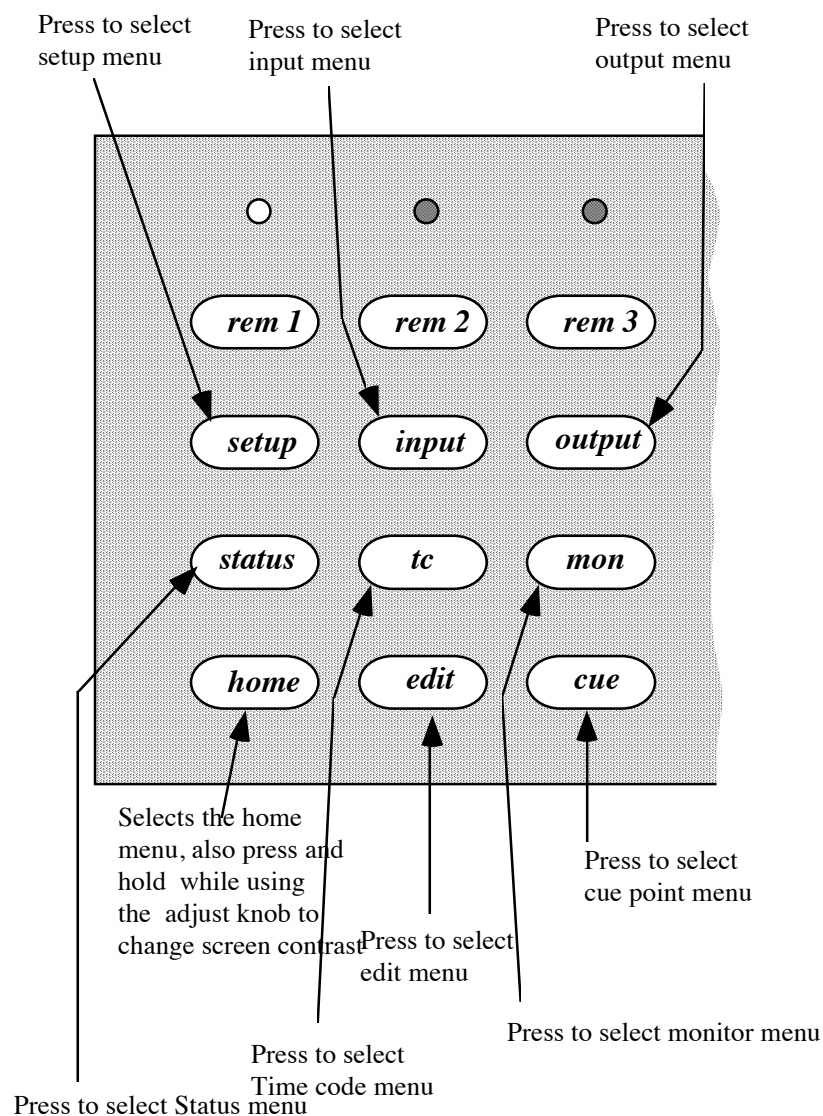 Press to select
setup menu
Press to select
input menu
Press to select
output menu
rem 1
rem 2
rem 3
setup
input
output
status
tc
mon
home
edit
cue
Selects the home
menu, also press and
hold while using
the adjust knob to
change screen contrast
Press to select
cue point menu
Press to select
edit menu
Press to select monitor menu
Press to select
Time code menu
Press to select Status menu